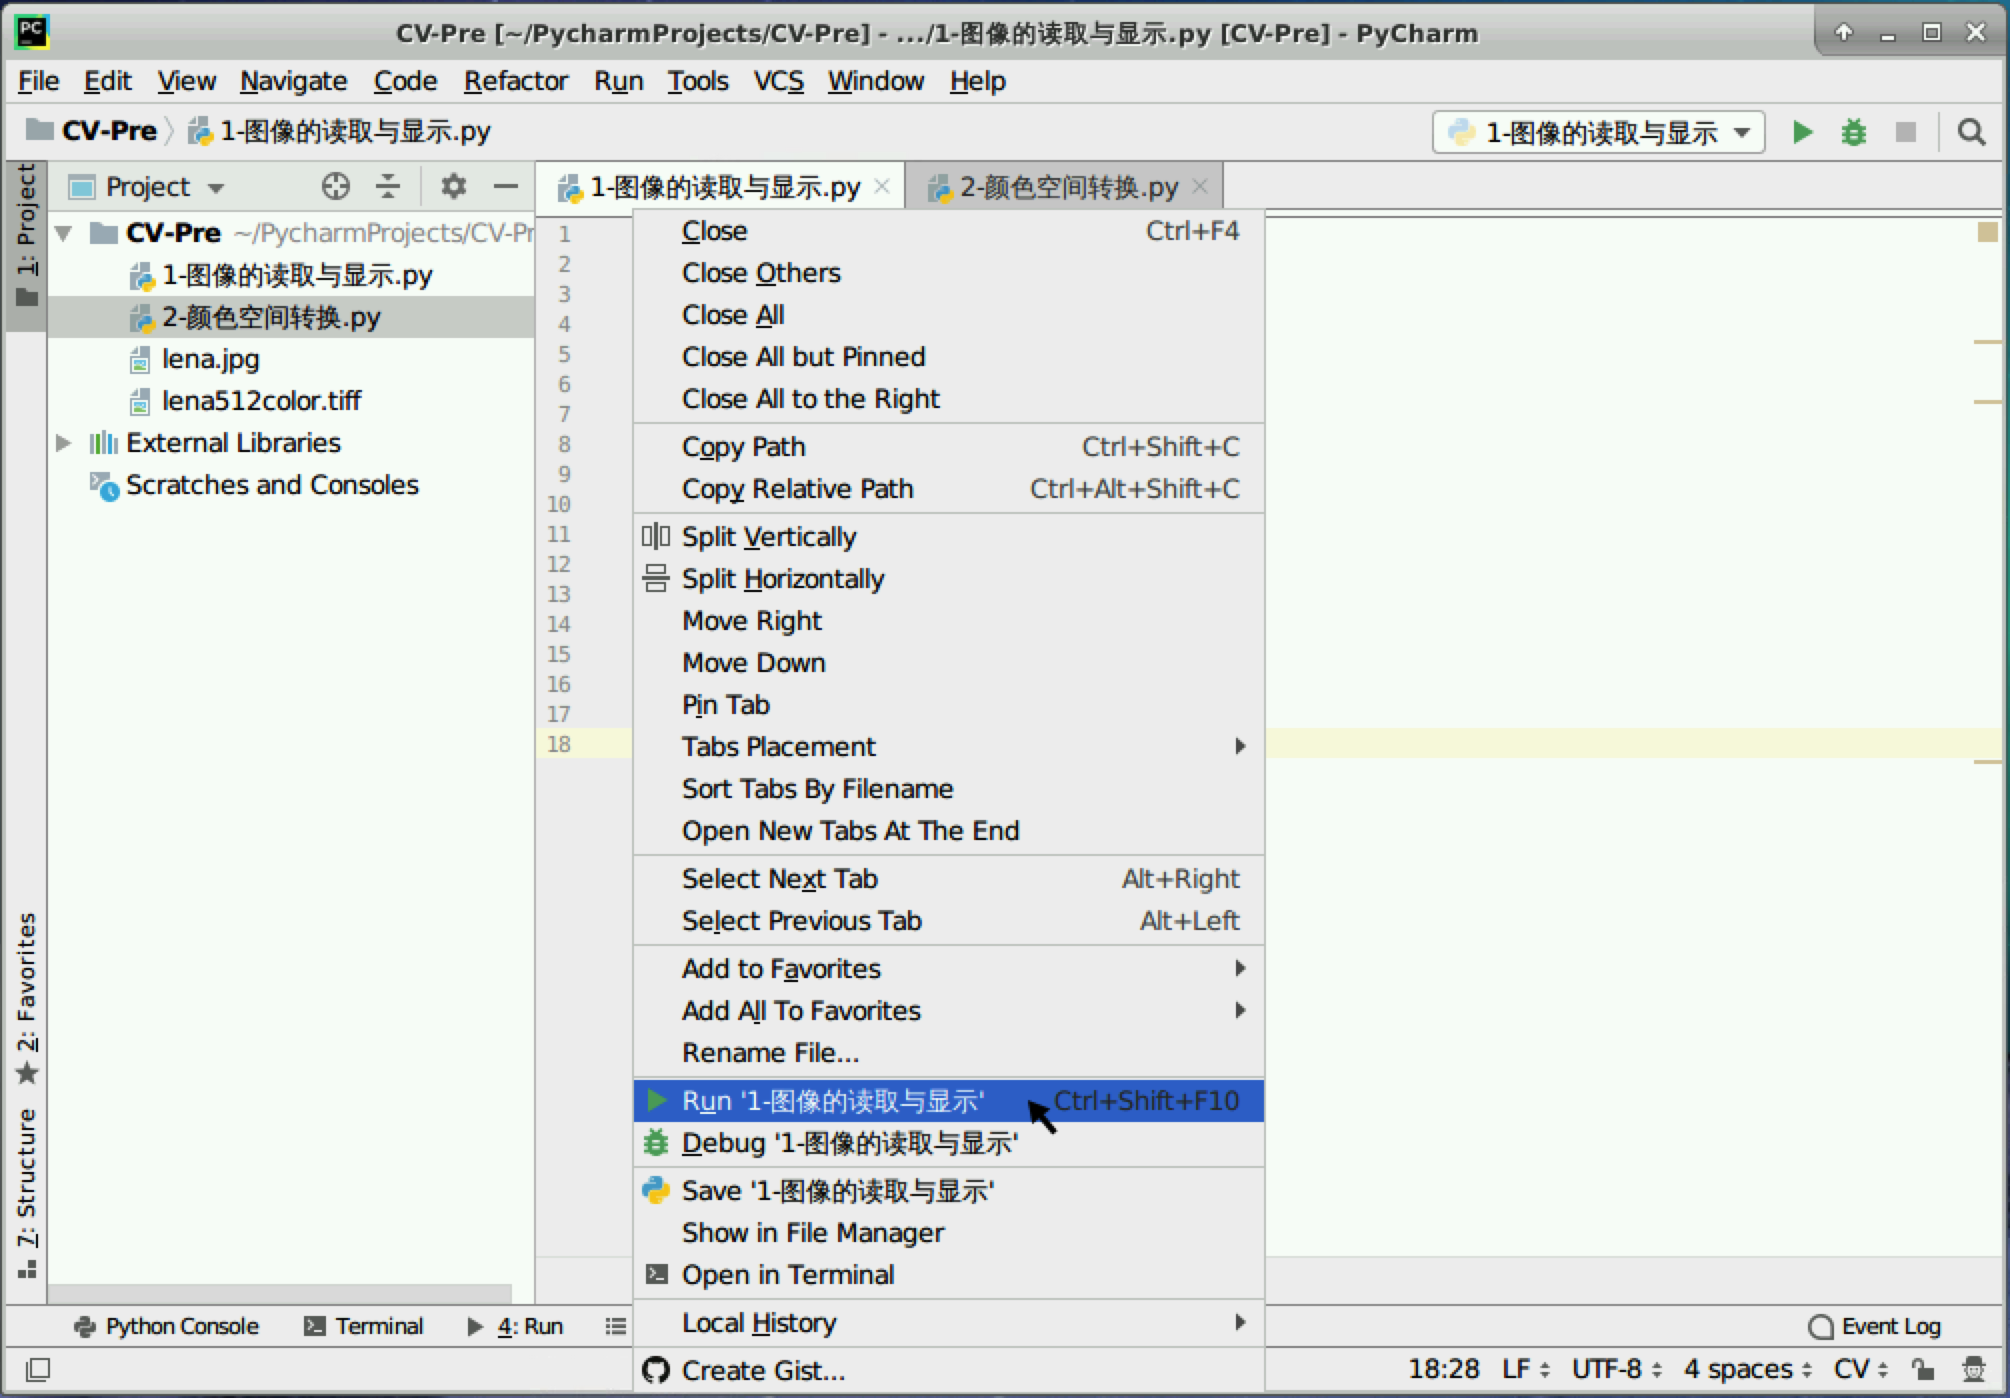 CV-Pre [~/PycharmProjects/CV-Pre] - .../1-图像的读取与显示.py [CV-Pre] - PyCharm
File Edit View Navigate Code Refactor Run Tools VCS Window Help
CV-Pre 1-图像的读取与显示.py 1-图像的读取与显示
Project 1-图像的读取与显示.py 2-颜色空间转换.py
1: Project
CV-Pre ~/PycharmProjects/CV-Pr
1-图像的读取与显示.py
2-颜色空间转换.py
lena.jpg
lena512color.tiff
External Libraries
Scratches and Consoles
2: Favorites
7: Structure
1
2
3
4
5
6
7
8
9
10
11
12
13
14
15
16
17
18
Close Ctrl+F4
Close Others
Close All
Close All but Pinned
Close All to the Right
Copy Path Ctrl+Shift+C
Copy Relative Path Ctrl+Alt+Shift+C
Split Vertically
Split Horizontally
Move Right
Move Down
Pin Tab
Tabs Placement
Sort Tabs By Filename
Open New Tabs At The End
Select Next Tab Alt+Right
Select Previous Tab Alt+Left
Add to Favorites
Add All To Favorites
Rename File...
Run '1-图像的读取与显示' Ctrl+Shift+F10
Debug '1-图像的读取与显示'
Save '1-图像的读取与显示'
Show in File Manager
Open in Terminal
Local History
Create Gist...
Python Console Terminal 4: Run Event Log
18:28 LF UTF-8 4 spaces CV